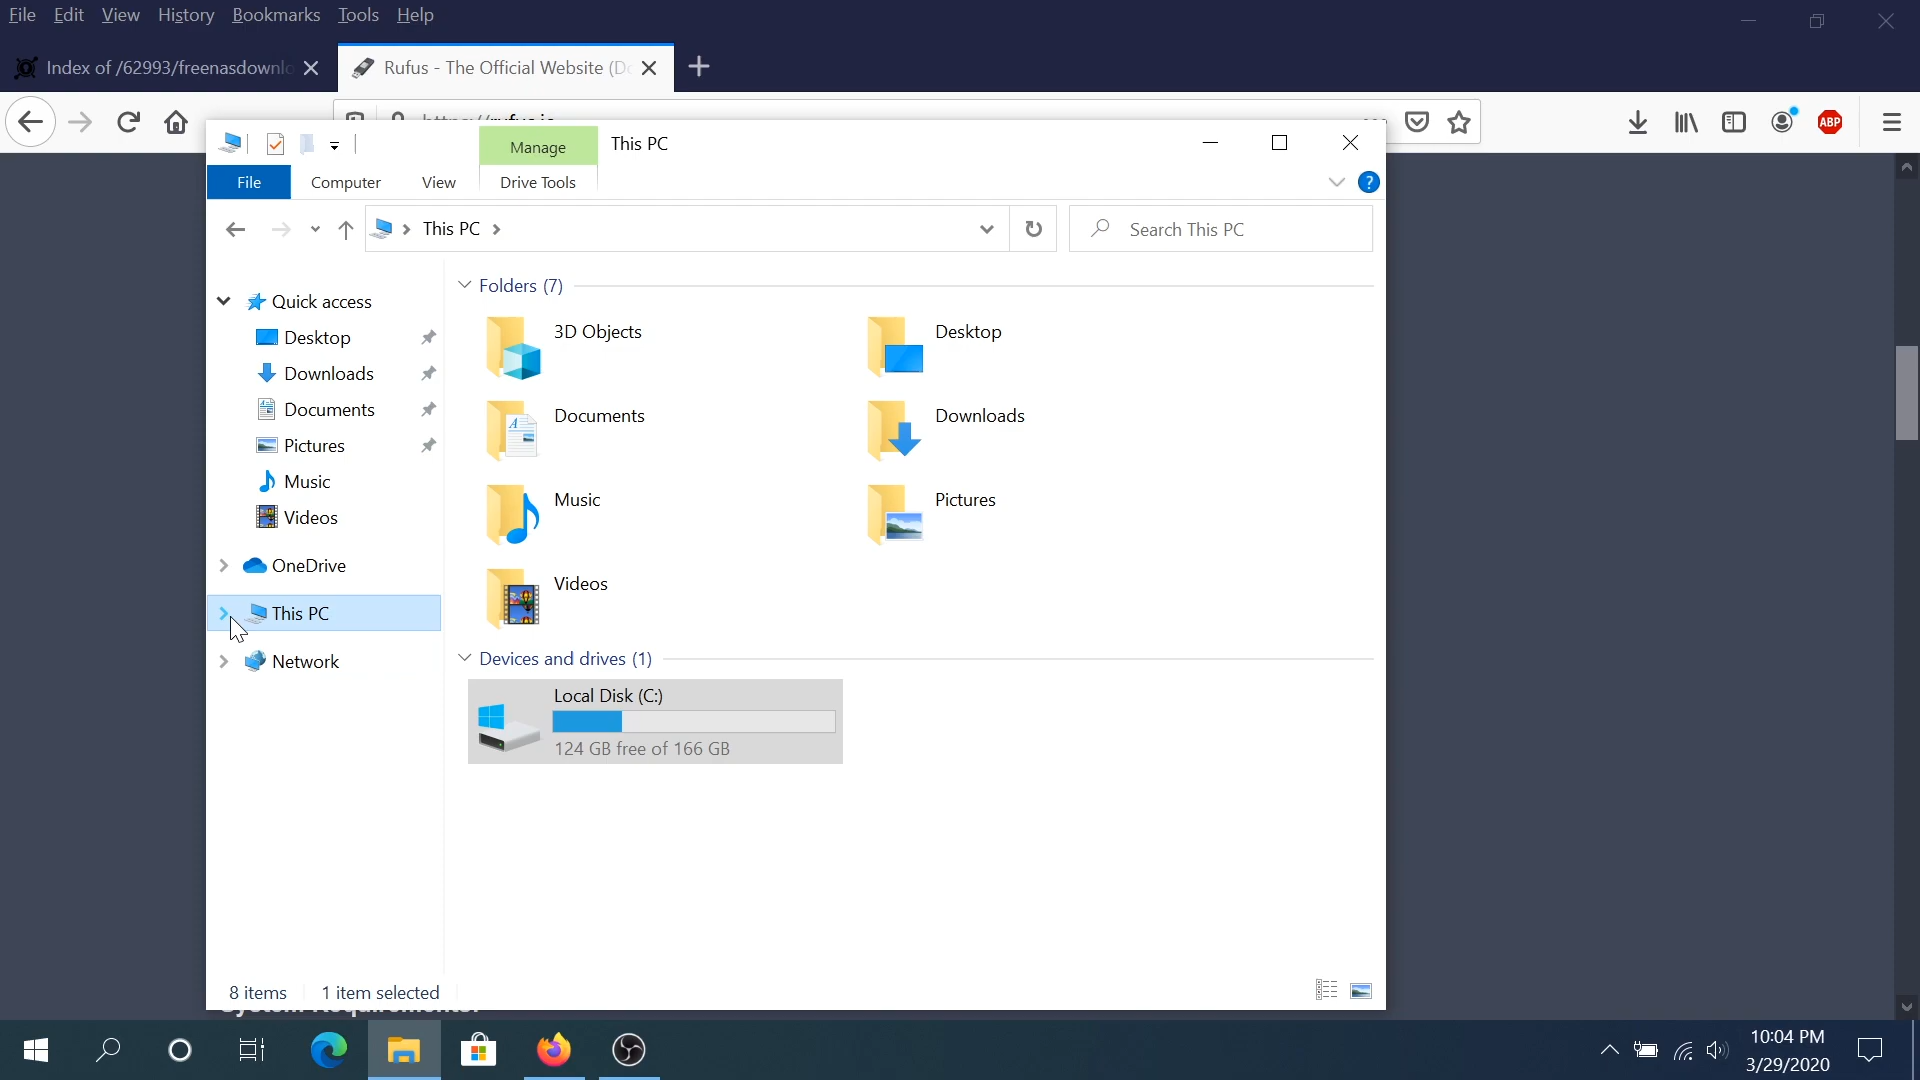 File Edit View History Bookmarks Tools Help
Index of /62993/freenasdownlo
Rufus - The Official Website (Do
ABP
Manage This PC
File Computer View Drive Tools
?
This PC
Search This PC
Quick access
Desktop
Downloads
Documents
Pictures
Music
Videos
OneDrive
This PC
Network
Folders (7)
3D Objects
Desktop
Documents
Downloads
Music
Pictures
Videos
Devices and drives (1)
Local Disk (C:)
124 GB free of 166 GB
8 items 1 item selected
10:04 PM
3/29/2020